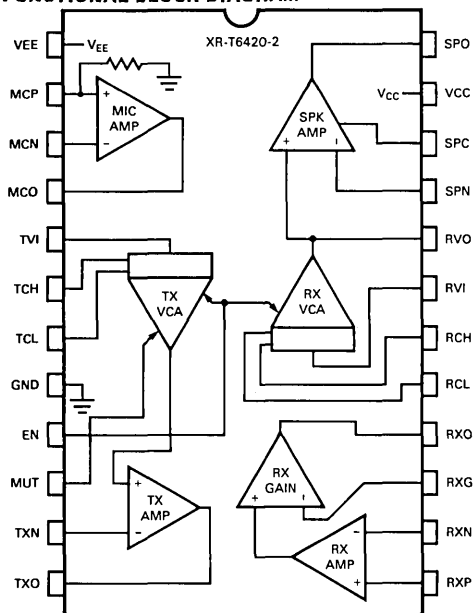 FUNCTIONAL BLOCK DIAGRAM
XR-T6420-2
VEE
VEE
MCP
+
MIC
AMP
MCN
-
MCO
TVI
TCH
TX
VCA
TCL
GND
EN
MUT
+
TX
AMP
TXN
-
TXO
SPO
VCC
VCC
SPK
AMP
SPC
+
-
SPN
RVO
RX
VCA
RVI
RCH
RCL
RXO
RX
GAIN
RXG
+
-
RX
AMP
-
RXN
+
RXP